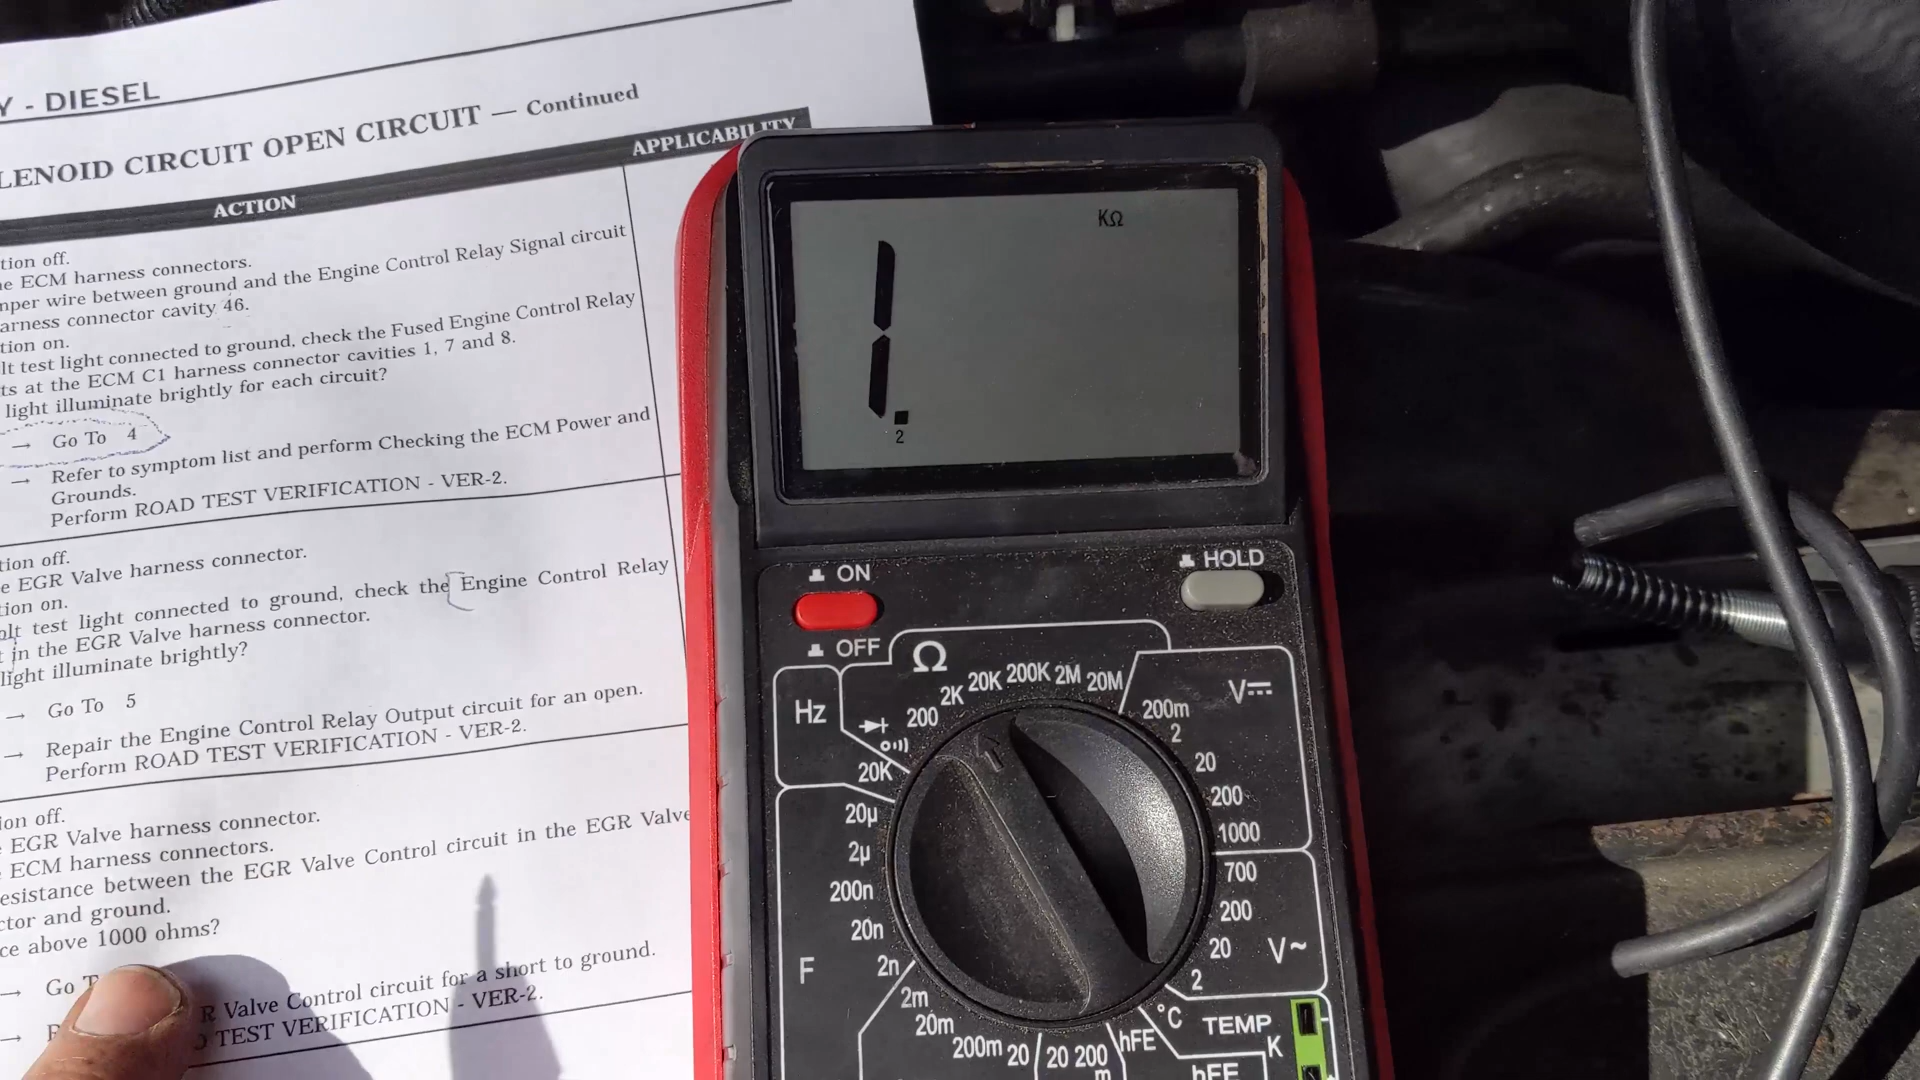 Y - DIESEL
LENOID CIRCUIT OPEN CIRCUIT — Continued
ACTION
APPLICABILITY
tion off.
e ECM harness connectors.
mper wire between ground and the Engine Control Relay Signal circuit
arness connector cavity 46.
tion on.
lt test light connected to ground, check the Fused Engine Control Relay
ts at the ECM C1 harness connector cavities 1, 7 and 8.
light illuminate brightly for each circuit?
→ Go To 4
→ Refer to symptom list and perform Checking the ECM Power and
Grounds.
Perform ROAD TEST VERIFICATION - VER-2.
tion off.
e EGR Valve harness connector.
tion on.
olt test light connected to ground, check the Engine Control Relay
t in the EGR Valve harness connector.
light illuminate brightly?
→ Go To 5
→ Repair the Engine Control Relay Output circuit for an open.
Perform ROAD TEST VERIFICATION - VER-2.
ion off.
EGR Valve harness connector.
ECM harness connectors.
esistance between the EGR Valve Control circuit in the EGR Valve
ctor and ground.
ce above 1000 ohms?
→ Go T
→ R Valve Control circuit for a short to ground.
TEST VERIFICATION - VER-2.
KΩ
1.
2
ON
OFF
HOLD
Ω
200
2K
20K
200K
2M
20M
Hz
20K
F
20µ
2µ
200n
20n
2n
2m
20m
200m
20
20
200
m
hFE
V⎓
200m
2
20
200
1000
700
200
20
2
V~
°C
TEMP
K
hFE